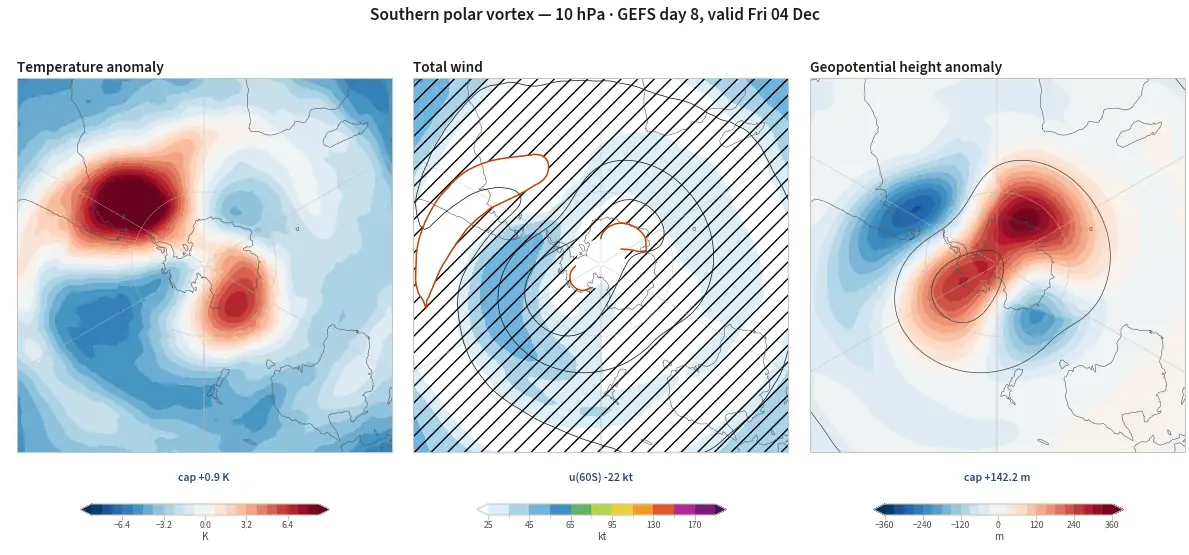 Southern polar vortex — 10 hPa · GEFS day 8, valid Fri 04 Dec
Temperature anomaly
Total wind
Geopotential height anomaly
cap +0.9 K
u(60S) -22 kt
cap +142.2 m
−6.4 −3.2 0.0 3.2 6.4
K
25 45 65 95 130 170
kt
−360 −240 −120 0 120 240 360
m